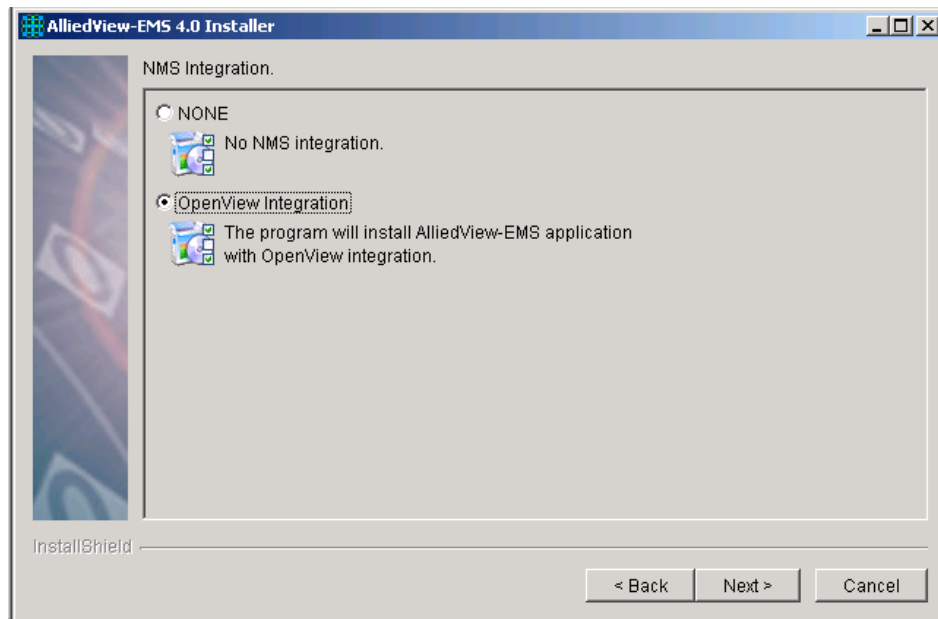 AlliedView-EMS 4.0 Installer
NMS Integration.
NONE
No NMS integration.
OpenView Integration
The program will install AlliedView-EMS application
with OpenView integration.
InstallShield
< Back Next > Cancel